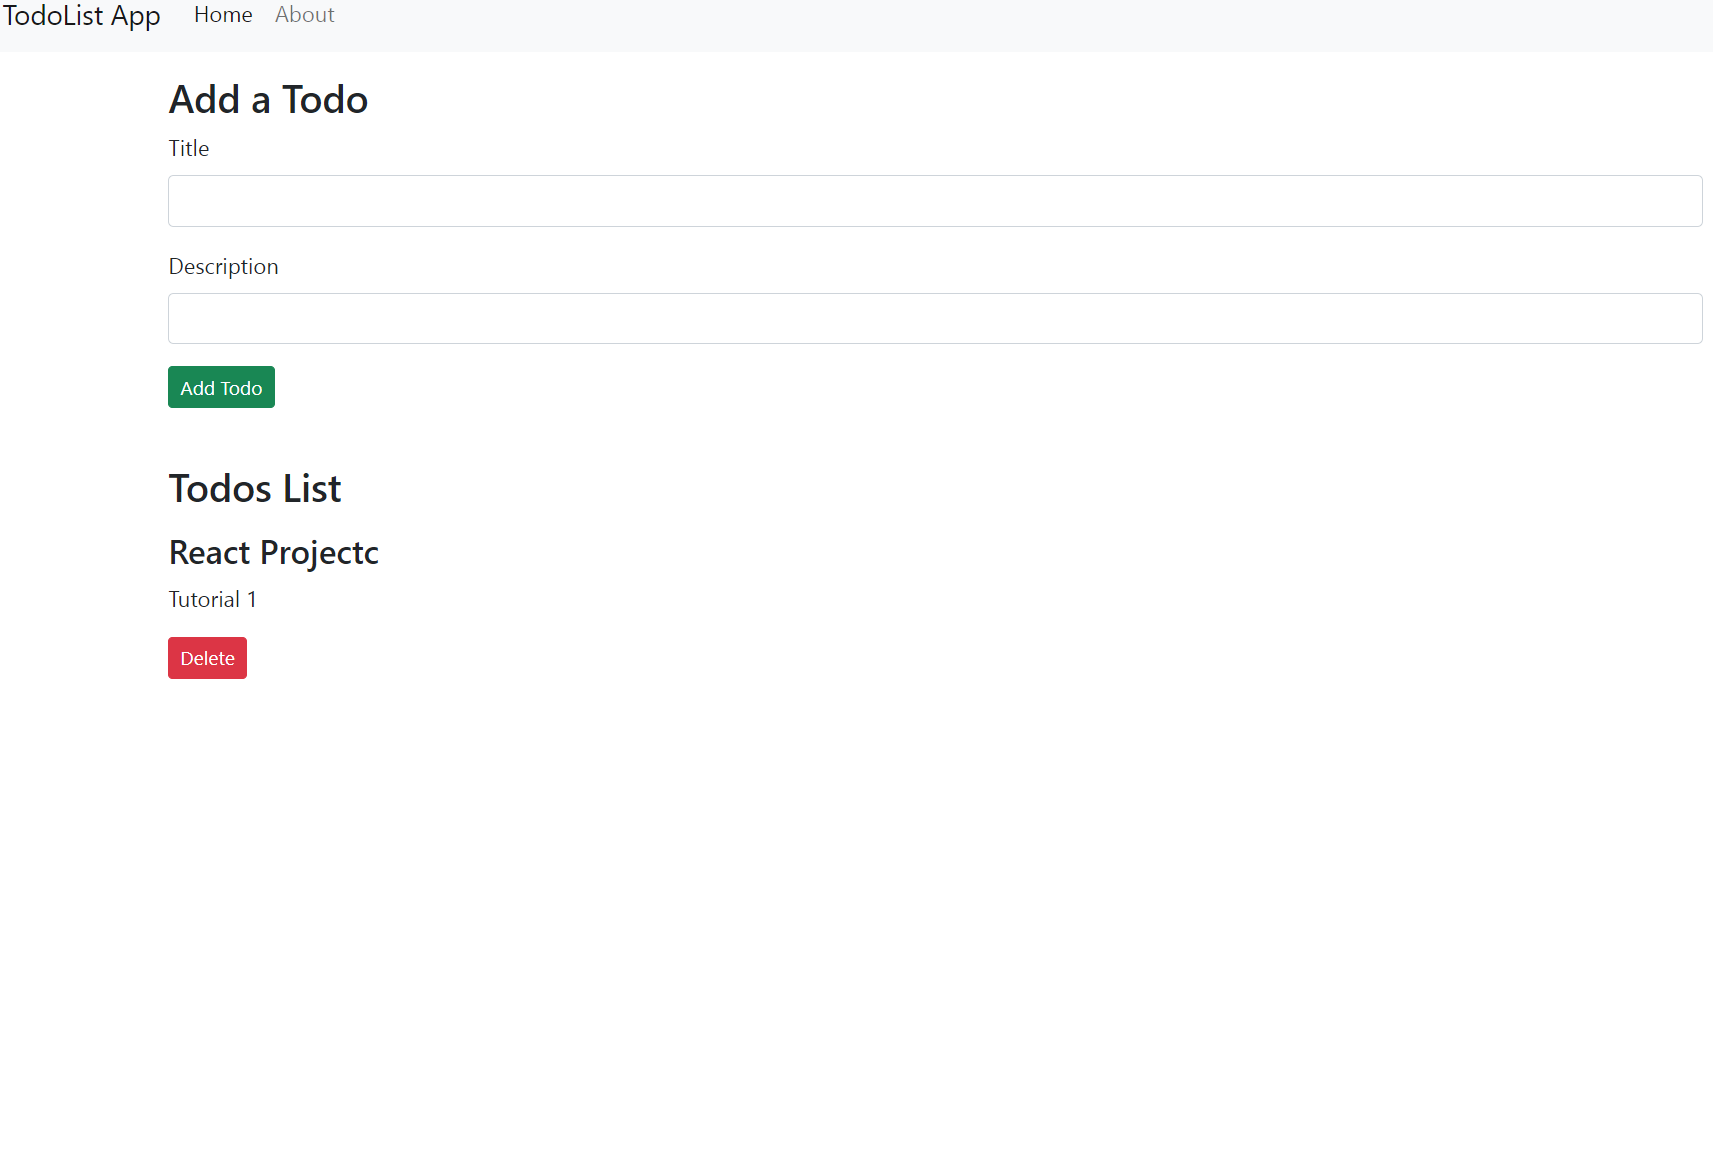 TodoList App Home About
Add a Todo
Title
Description
Add Todo
Todos List
React Projectc
Tutorial 1
Delete